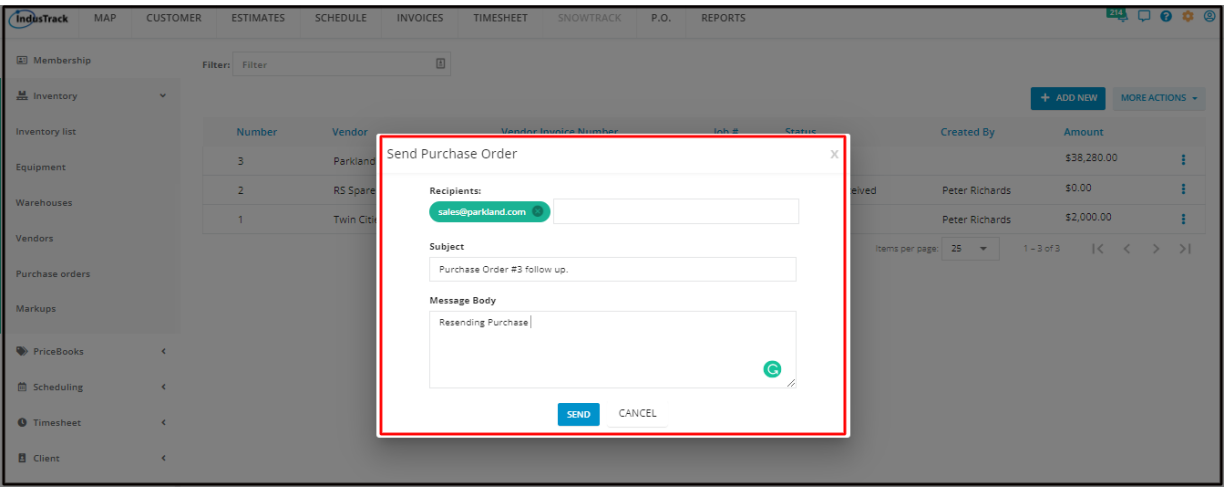 IndusTrack MAP CUSTOMER ESTIMATES SCHEDULE INVOICES TIMESHEET SNOWTRACK P.O. REPORTS 214
Membership
Filter: Filter
Inventory
+ ADD NEW MORE ACTIONS
Inventory list
Number Vendor Vendor Invoice Number Job # Status Created By Amount
Send Purchase Order X
3 Parkland $38,280.00
Equipment
2 RS Spare eived Peter Richards $0.00
Recipients:
Warehouses
sales@parkland.com
1 Twin Citie Peter Richards $2,000.00
Vendors
Subject
Items per page: 25 1 – 3 of 3 |< < > >|
Purchase Order #3 follow up.
Purchase orders
Message Body
Markups
Resending Purchase
PriceBooks
Scheduling
SEND CANCEL
Timesheet
Client